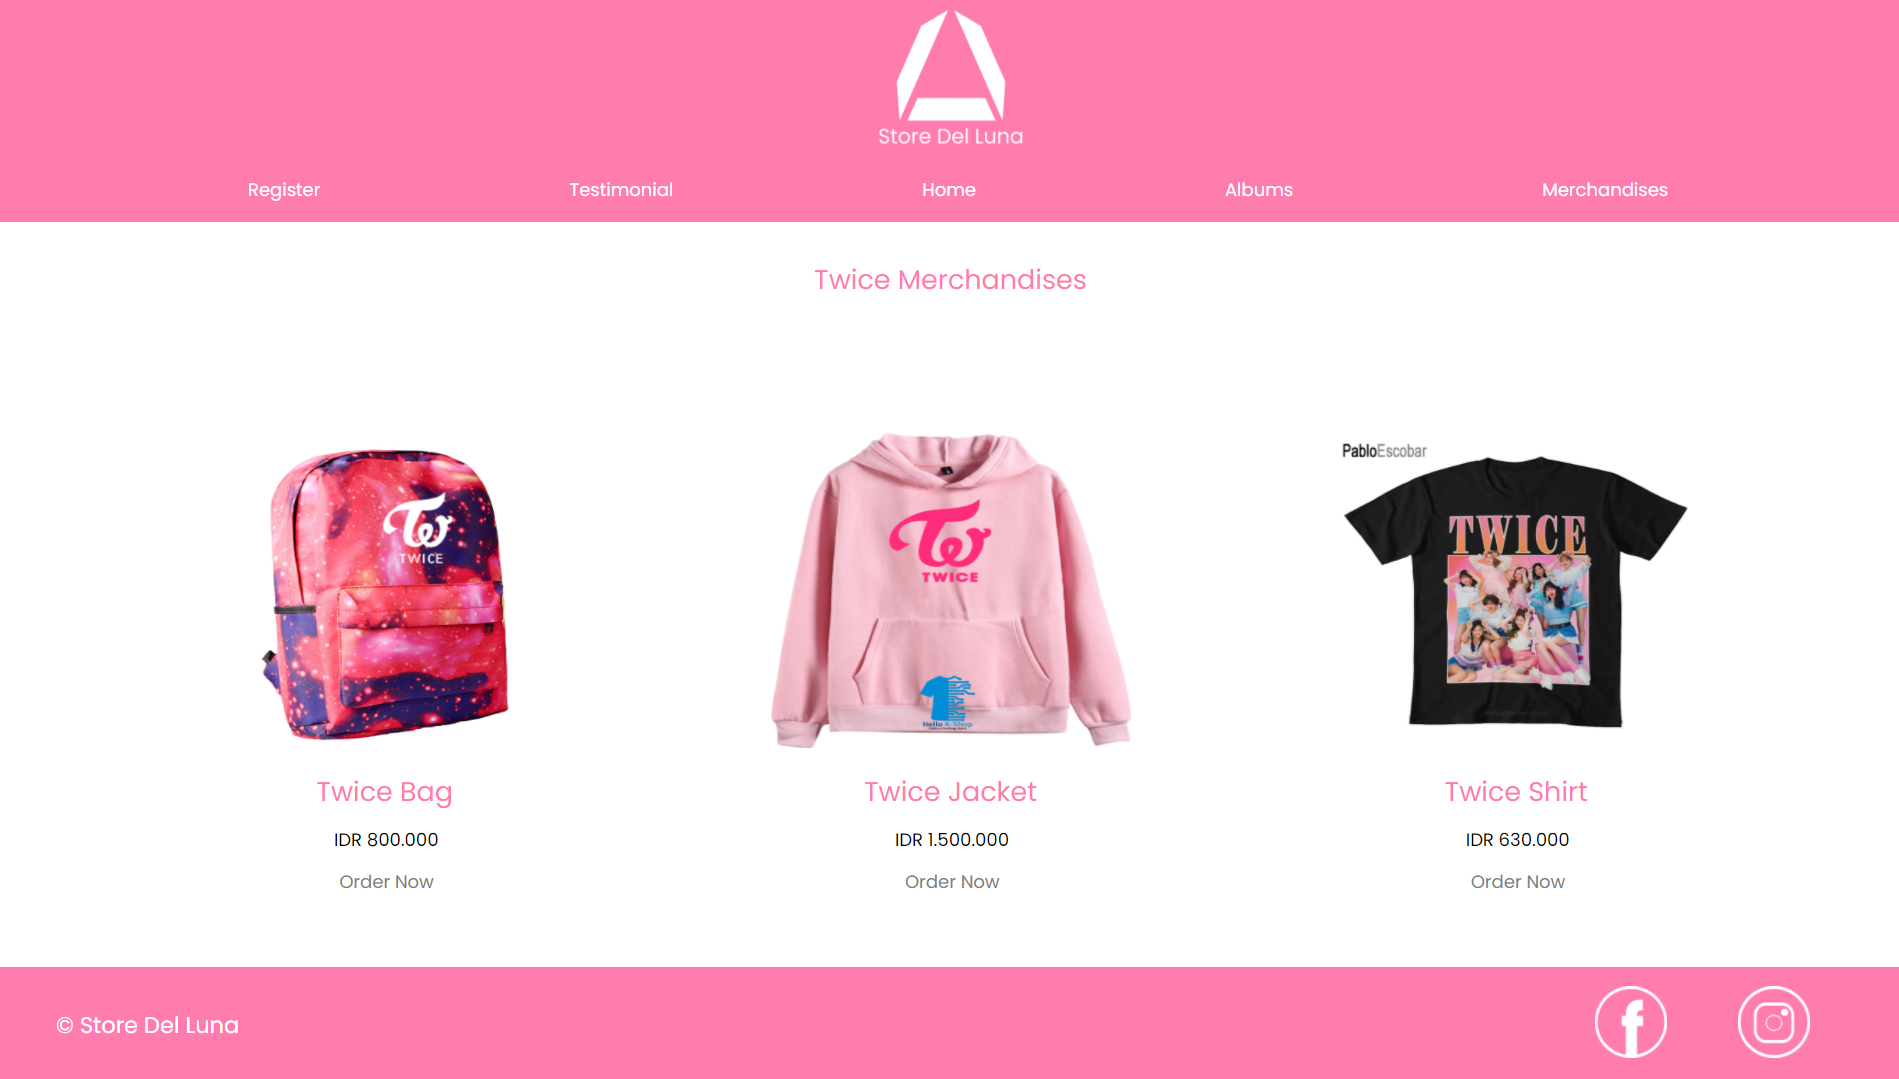 Store Del Luna
Register Testimonial Home Albums Merchandises
Twice Merchandises
TWICE
TWICE
Hello K-Shop
PabloEscobar
TWICE
Twice Bag Twice Jacket Twice Shirt
IDR 800.000 IDR 1.500.000 IDR 630.000
Order Now Order Now Order Now
© Store Del Luna